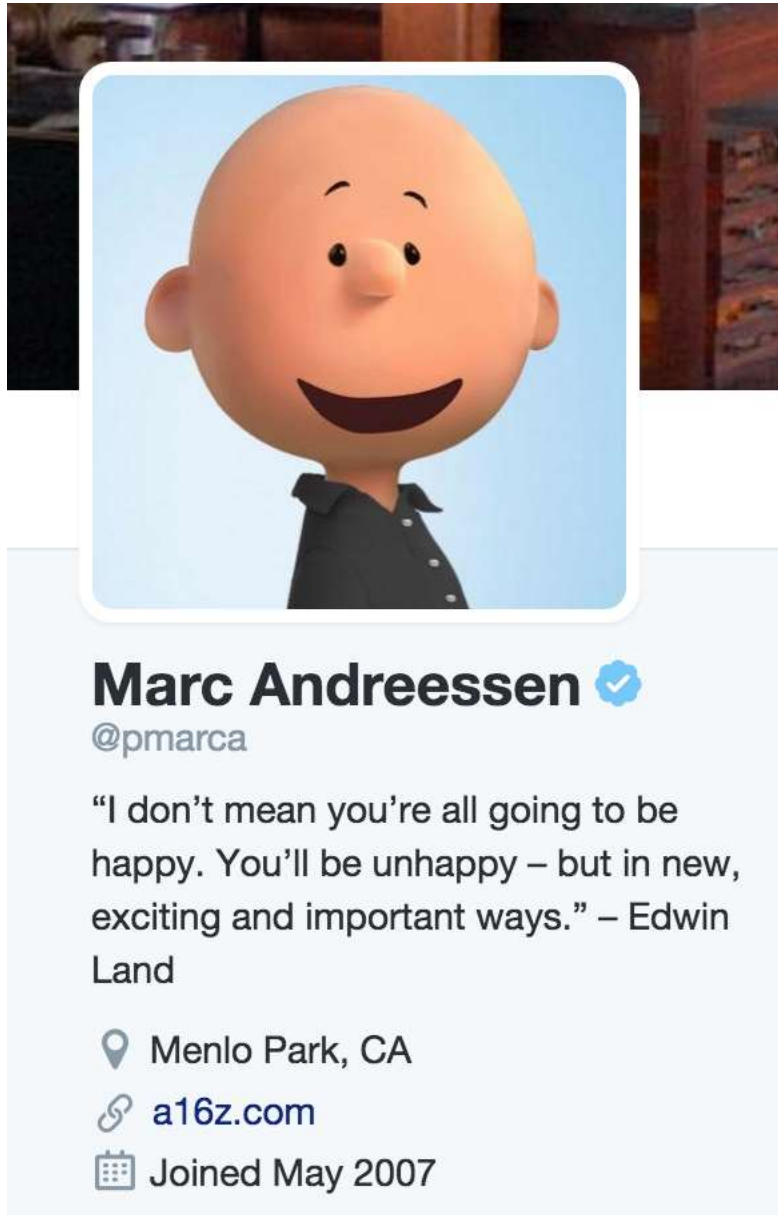 Marc Andreessen
@pmarca
“I don’t mean you’re all going to be
happy. You’ll be unhappy – but in new,
exciting and important ways.” – Edwin
Land
Menlo Park, CA
a16z.com
Joined May 2007